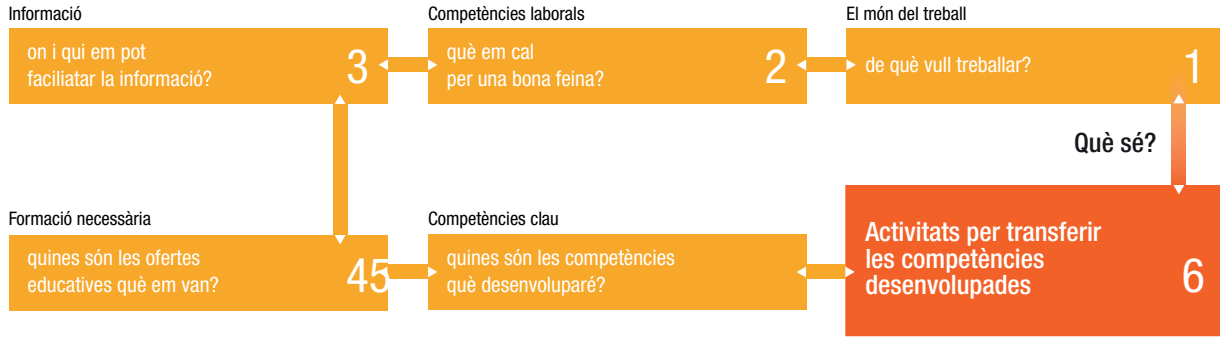 Informació
on i qui em pot
faciliatar la informació?
3
Competències laborals
què em cal
per una bona feina?
2
El món del treball
de què vull treballar?
1
Què sé?
Formació necessària
quines són les ofertes
educatives què em van?
45
Competències clau
quines són les competències
què desenvoluparé?
Activitats per transferir
les competències
desenvolupades
6